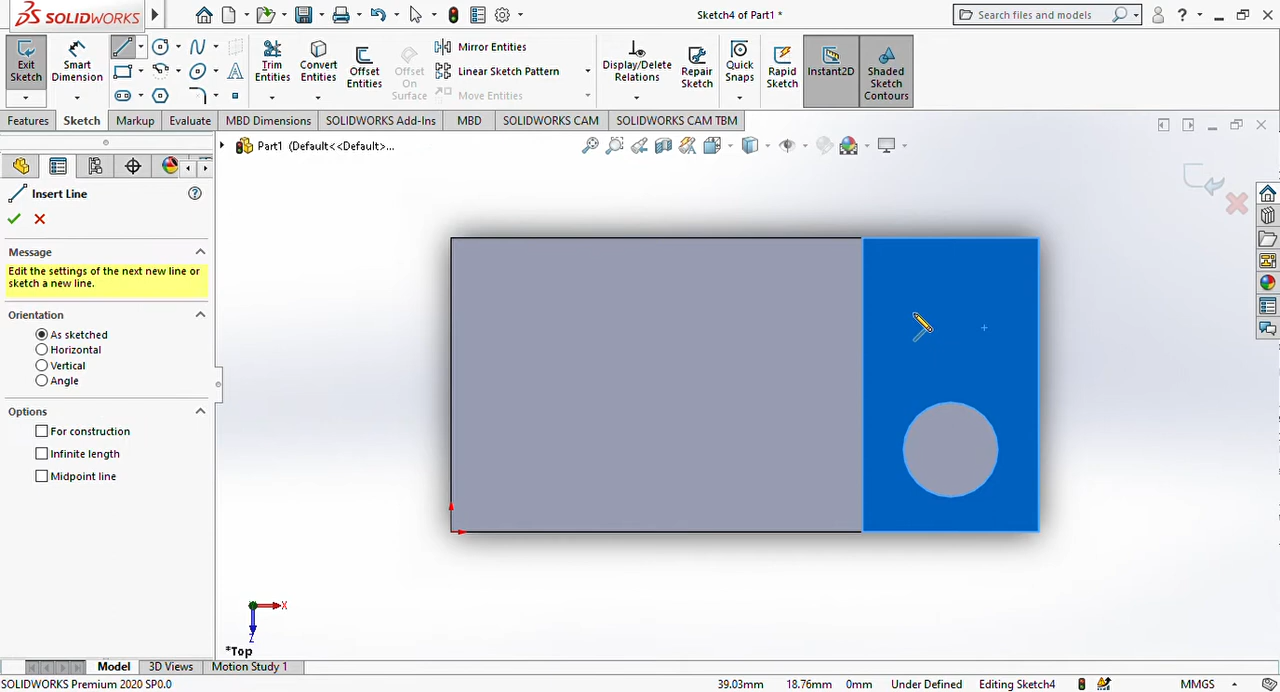 SOLIDWORKS
Sketch4 of Part1 *
Search files and models
?
Exit Sketch
Smart Dimension
Trim Entities
Convert Entities
Offset Entities
Offset On Surface
Mirror Entities
Linear Sketch Pattern
Move Entities
Display/Delete Relations
Repair Sketch
Quick Snaps
Rapid Sketch
Instant2D
Shaded Sketch Contours
Features
Sketch
Markup
Evaluate
MBD Dimensions
SOLIDWORKS Add-Ins
MBD
SOLIDWORKS CAM
SOLIDWORKS CAM TBM
Part1 (Default<<Default>...
Insert Line
?
Message
Edit the settings of the next new line or
sketch a new line.
Orientation
As sketched
Horizontal
Vertical
Angle
Options
For construction
Infinite length
Midpoint line
X
Z
*Top
Model
3D Views
Motion Study 1
SOLIDWORKS Premium 2020 SP0.0
39.03mm
18.76mm
0mm
Under Defined
Editing Sketch4
MMGS